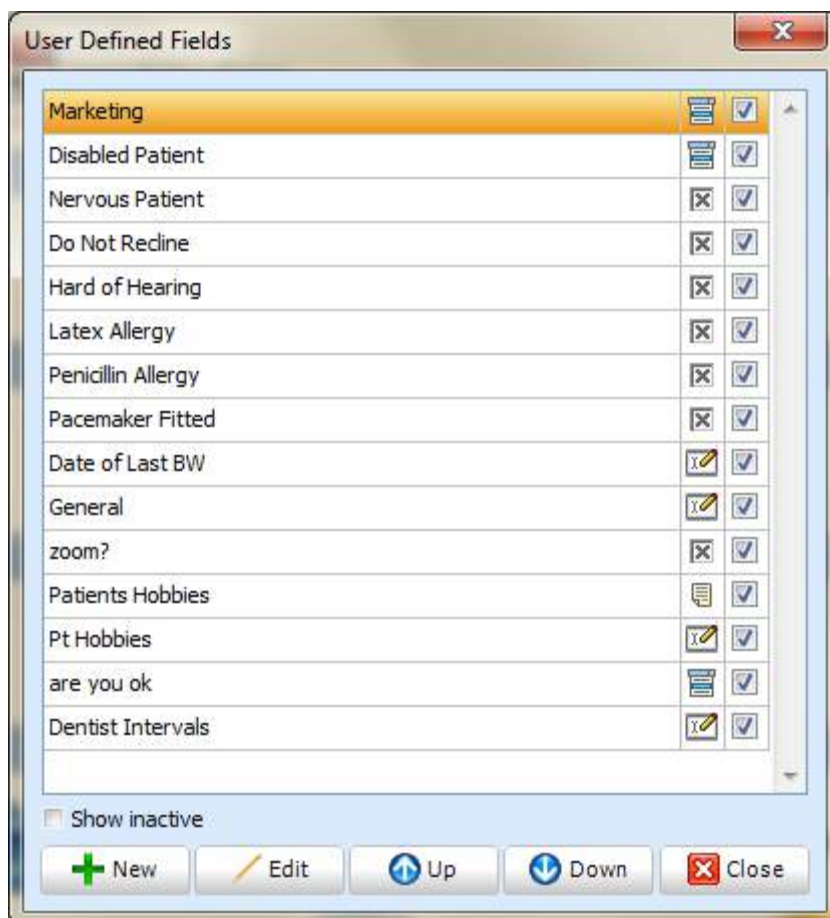 User Defined Fields
Marketing
Disabled Patient
Nervous Patient
Do Not Recline
Hard of Hearing
Latex Allergy
Penicillin Allergy
Pacemaker Fitted
Date of Last BW
General
zoom?
Patients Hobbies
Pt Hobbies
are you ok
Dentist Intervals
Show inactive
New Edit Up Down Close